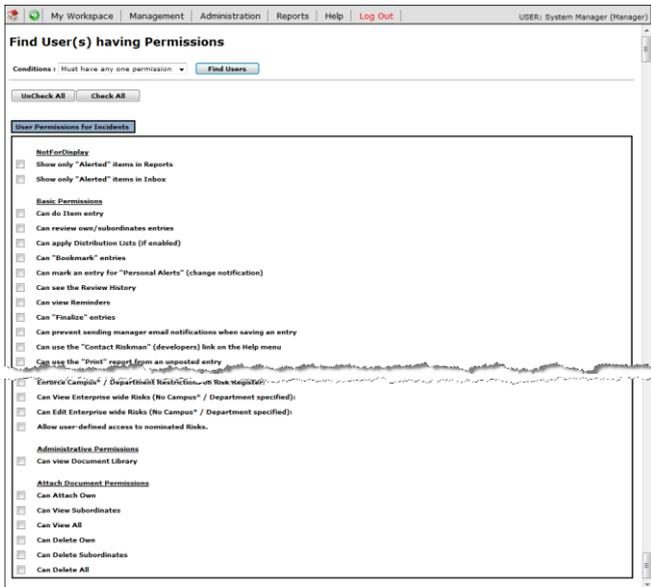 My Workspace Management Administration Reports Help Log Out USER: System Manager (Manager)
Find User(s) having Permissions
Conditions : Must have any one permission Find Users
UnCheck All Check All
User Permissions for Incidents
NotForDisplay
Show only "Alerted" items in Reports
Show only "Alerted" items in Inbox
Basic Permissions
Can do Item entry
Can review own/subordinates entries
Can apply Distribution Lists (if enabled)
Can "Bookmark" entries
Can mark an entry for "Personal Alerts" (change notification)
Can see the Review History
Can view Reminders
Can "Finalize" entries
Can prevent sending manager email notifications when saving an entry
Can use the "Contact Riskman" (developers) link on the Help menu
Can use the "Print" report from an unposted entry
Enforce Campus* / Department Restrictions on Risk Register:
Can View Enterprise wide Risks (No Campus* / Department specified):
Can Edit Enterprise wide Risks (No Campus* / Department specified):
Allow user-defined access to nominated Risks.
Administrative Permissions
Can view Document Library
Attach Document Permissions
Can Attach Own
Can View Subordinates
Can View All
Can Delete Own
Can Delete Subordinates
Can Delete All